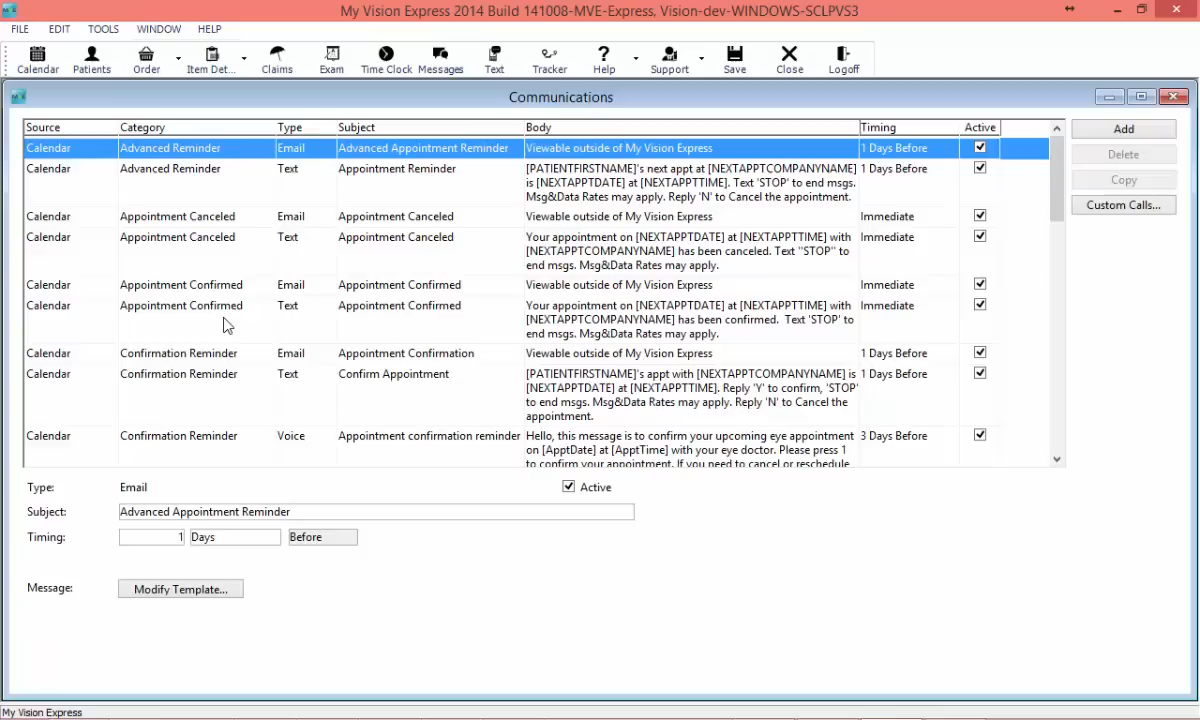 My Vision Express 2014 Build 141008-MVE-Express, Vision-dev-WINDOWS-SCLPVS3
FILE EDIT TOOLS WINDOW HELP
Calendar Patients Order Item Det... Claims Exam Time Clock Messages Text Tracker Help Support Save Close Logoff
Communications
Source Category Type Subject Body Timing Active
Calendar Advanced Reminder Email Advanced Appointment Reminder Viewable outside of My Vision Express 1 Days Before
Calendar Advanced Reminder Text Appointment Reminder [PATIENTFIRSTNAME]'s next appt at [NEXTAPPTCOMPANYNAME] 1 Days Before
is [NEXTAPPTDATE] at [NEXTAPPTTIME]. Text 'STOP' to end msgs.
Msg&Data Rates may apply. Reply 'N' to Cancel the appointment.
Calendar Appointment Canceled Email Appointment Canceled Viewable outside of My Vision Express Immediate
Calendar Appointment Canceled Text Appointment Canceled Your appointment on [NEXTAPPTDATE] at [NEXTAPPTTIME] with Immediate
[NEXTAPPTCOMPANYNAME] has been canceled. Text "STOP" to
end msgs. Msg&Data Rates may apply.
Calendar Appointment Confirmed Email Appointment Confirmed Viewable outside of My Vision Express Immediate
Calendar Appointment Confirmed Text Appointment Confirmed Your appointment on [NEXTAPPTDATE] at [NEXTAPPTTIME] with Immediate
[NEXTAPPTCOMPANYNAME] has been confirmed. Text 'STOP' to
end msgs. Msg&Data Rates may apply.
Calendar Confirmation Reminder Email Appointment Confirmation Viewable outside of My Vision Express 1 Days Before
Calendar Confirmation Reminder Text Confirm Appointment [PATIENTFIRSTNAME]'s appt with [NEXTAPPTCOMPANYNAME] is 1 Days Before
[NEXTAPPTDATE] at [NEXTAPPTTIME]. Reply 'Y' to confirm, 'STOP'
to end msgs. Msg&Data Rates may apply. Reply 'N' to Cancel the
appointment.
Calendar Confirmation Reminder Voice Appointment confirmation reminder Hello, this message is to confirm your upcoming eye appointment 3 Days Before
on [ApptDate] at [ApptTime] with your eye doctor. Please press 1
to confirm your appointment. If you need to cancel or reschedule
Add
Delete
Copy
Custom Calls...
Type: Email Active
Subject: Advanced Appointment Reminder
Timing: 1 Days Before
Message: Modify Template...
My Vision Express